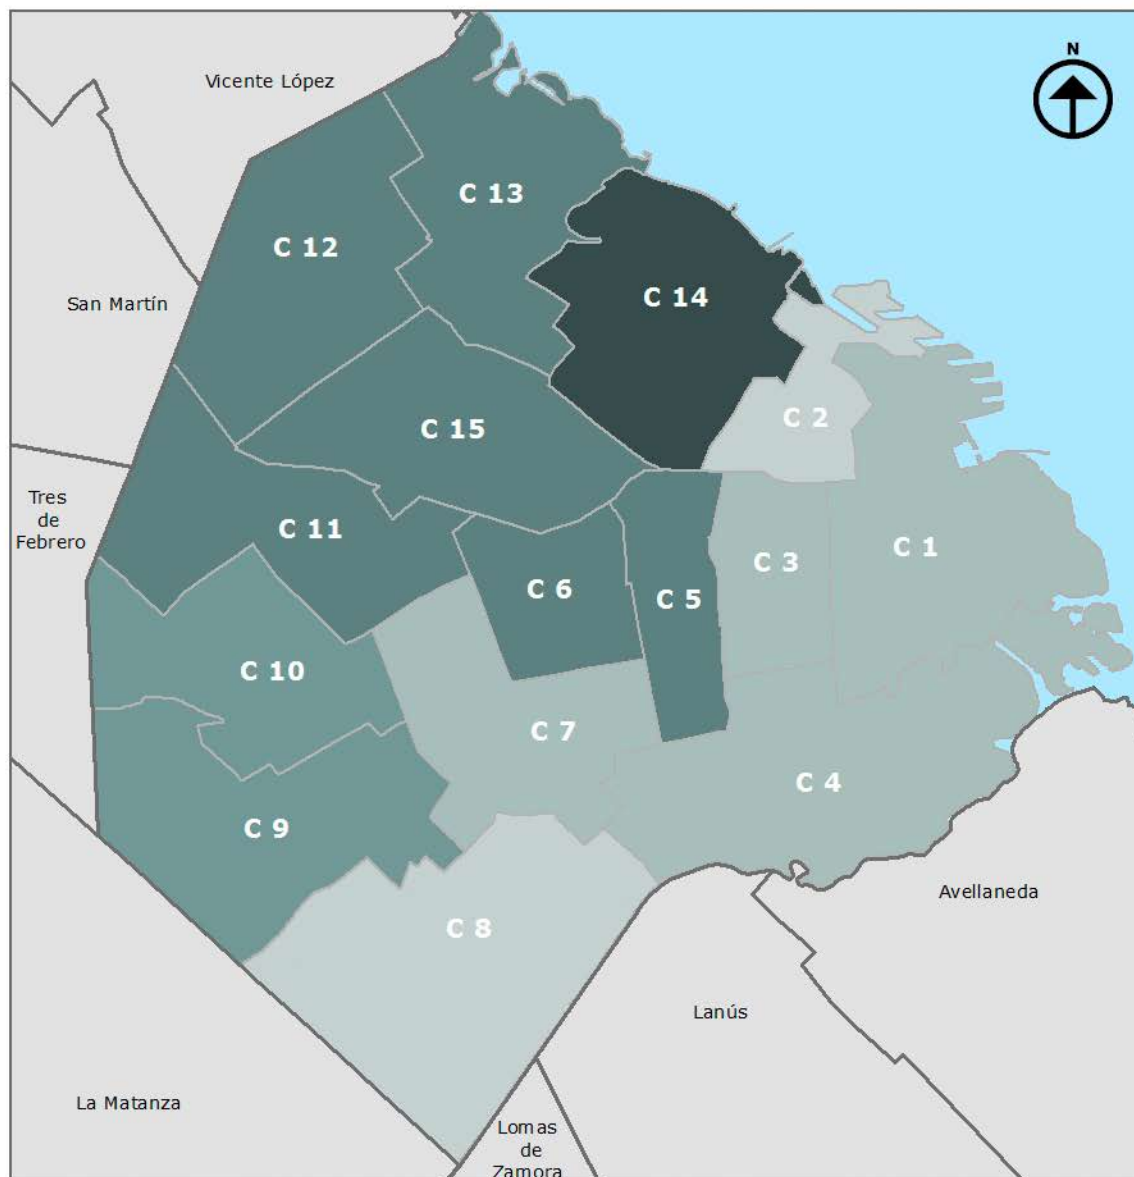 N
Vicente López
C 13
C 12
C 14
San Martín
C 2
C 15
Tres
de
Febrero
C 11
C 1
C 3
C 6
C 5
C 10
C 7
C 4
C 9
Avellaneda
C 8
Lanús
La Matanza
Lomas
de
Zamora